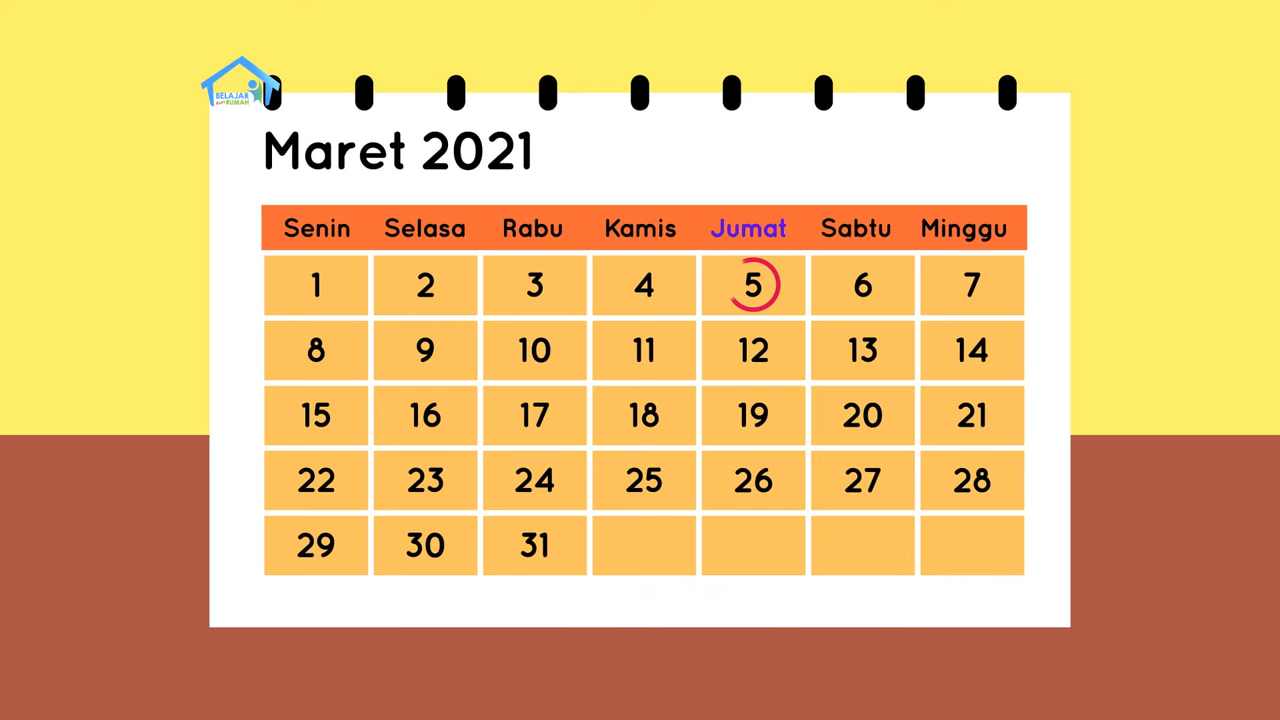 BELAJAR
dari RUMAH
Maret 2021
Senin Selasa Rabu Kamis Jumat Sabtu Minggu
1 2 3 4 5 6 7
8 9 10 11 12 13 14
15 16 17 18 19 20 21
22 23 24 25 26 27 28
29 30 31